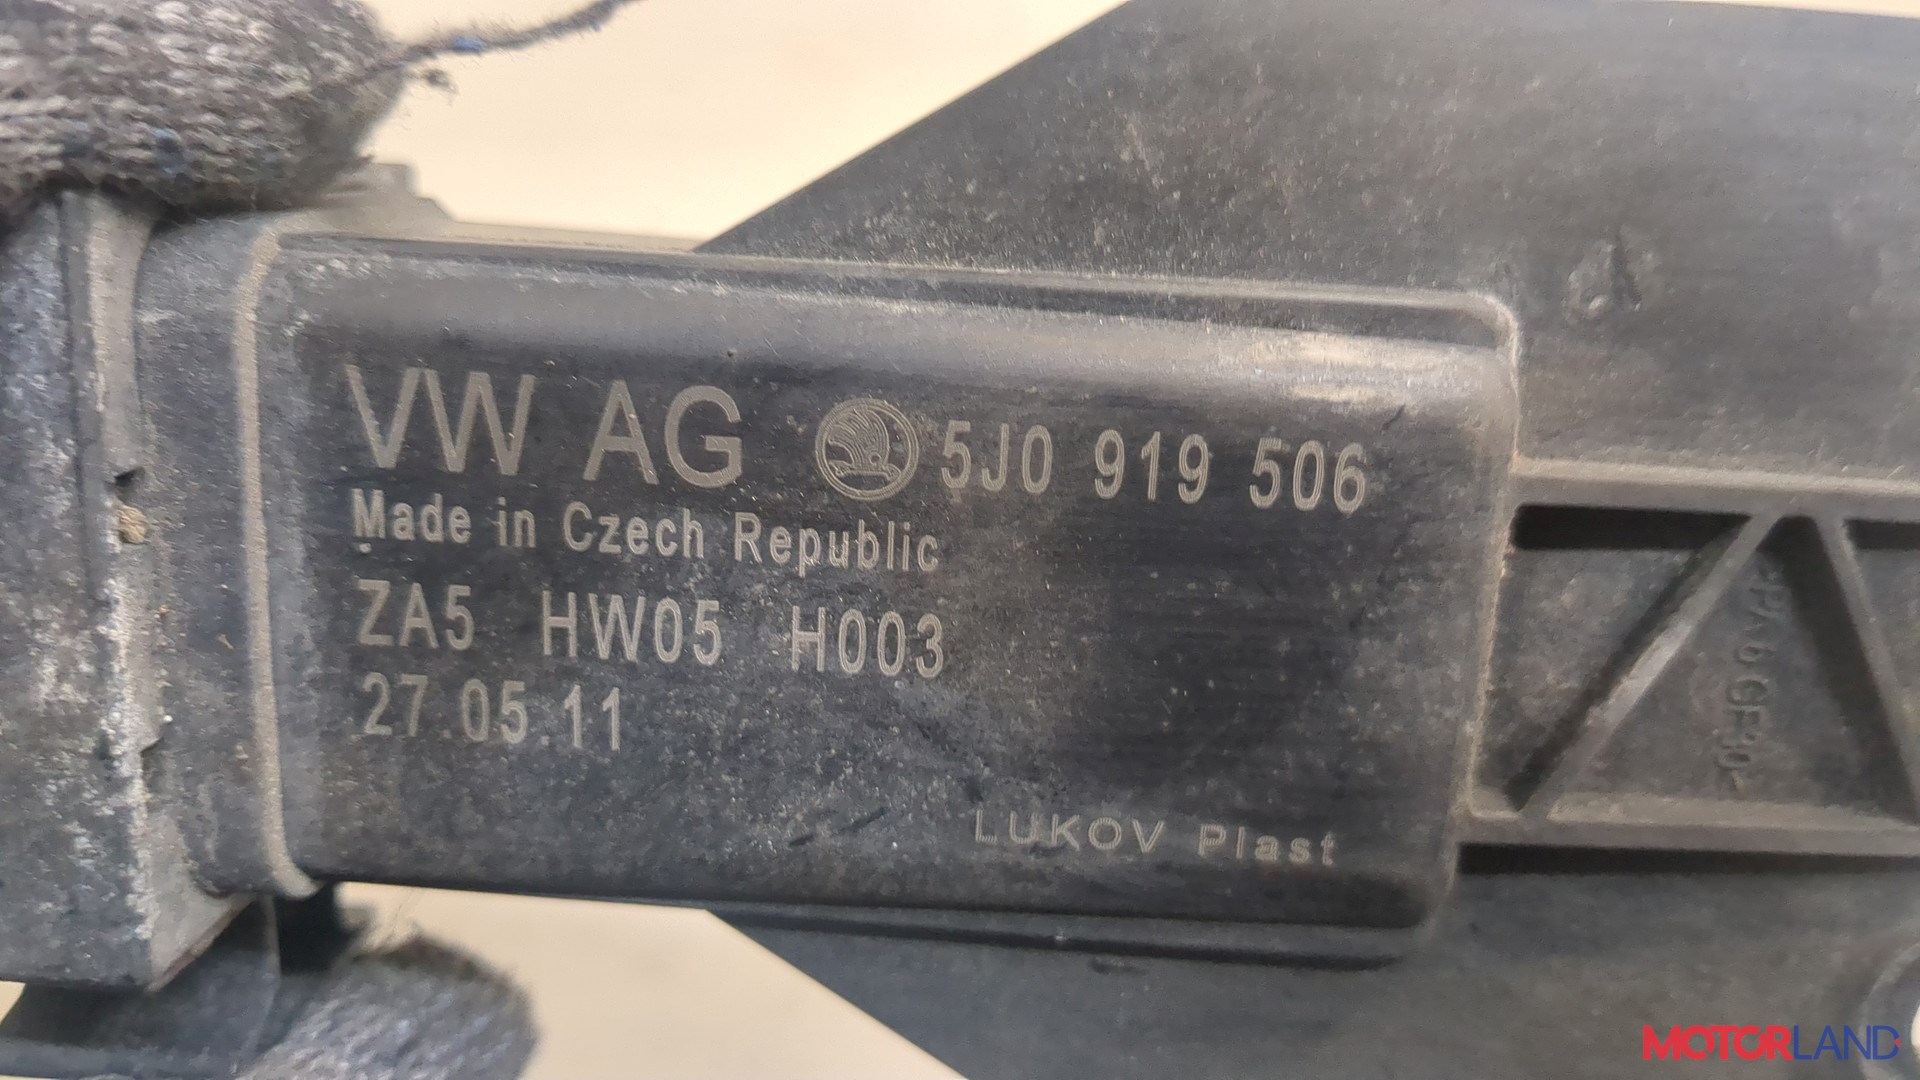 VW AG 5J0 919 506
Made in Czech Republic
ZA5 HW05 H003
27.05.11
LUKOV Plast
MOTORLAND